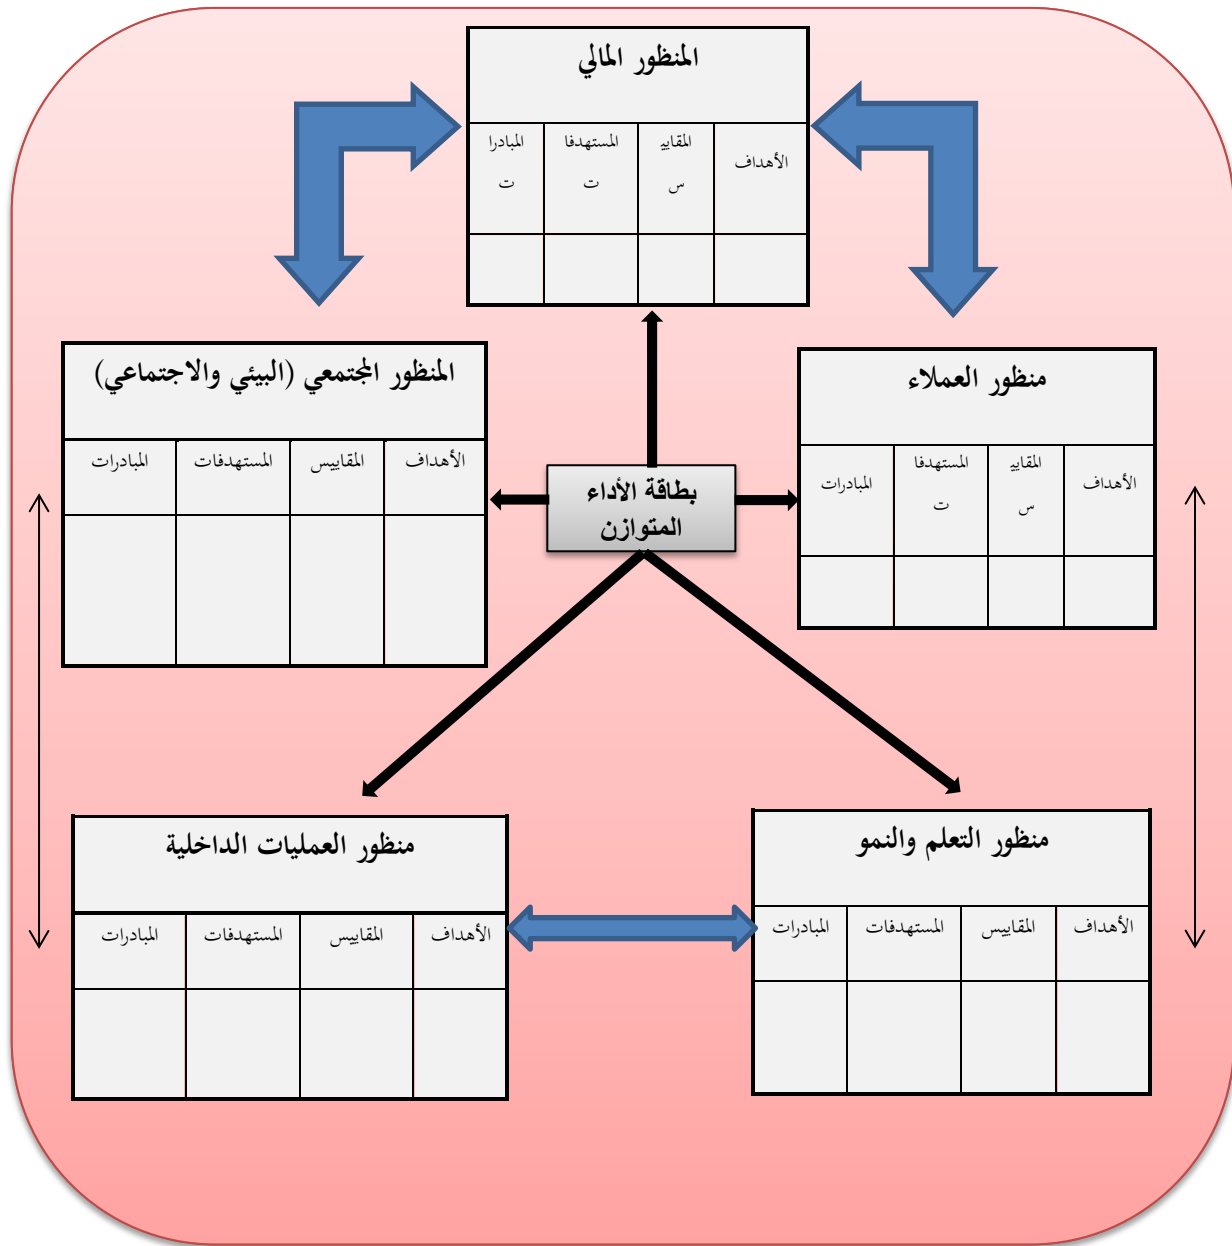 المنظور المالي
الأهداف
المقايي
س
المستهدفا
ت
المبادرا
ت
منظور العملاء
الأهداف
المقايي
س
المستهدفا
ت
المبادرات
المنظور المجتمعي (البيئي والاجتماعي)
الأهداف
المقاييس
المستهدفات
المبادرات
بطاقة الأداء
المتوازن
منظور التعلم والنمو
الأهداف
المقاييس
المستهدفات
المبادرات
منظور العمليات الداخلية
الأهداف
المقاييس
المستهدفات
المبادرات